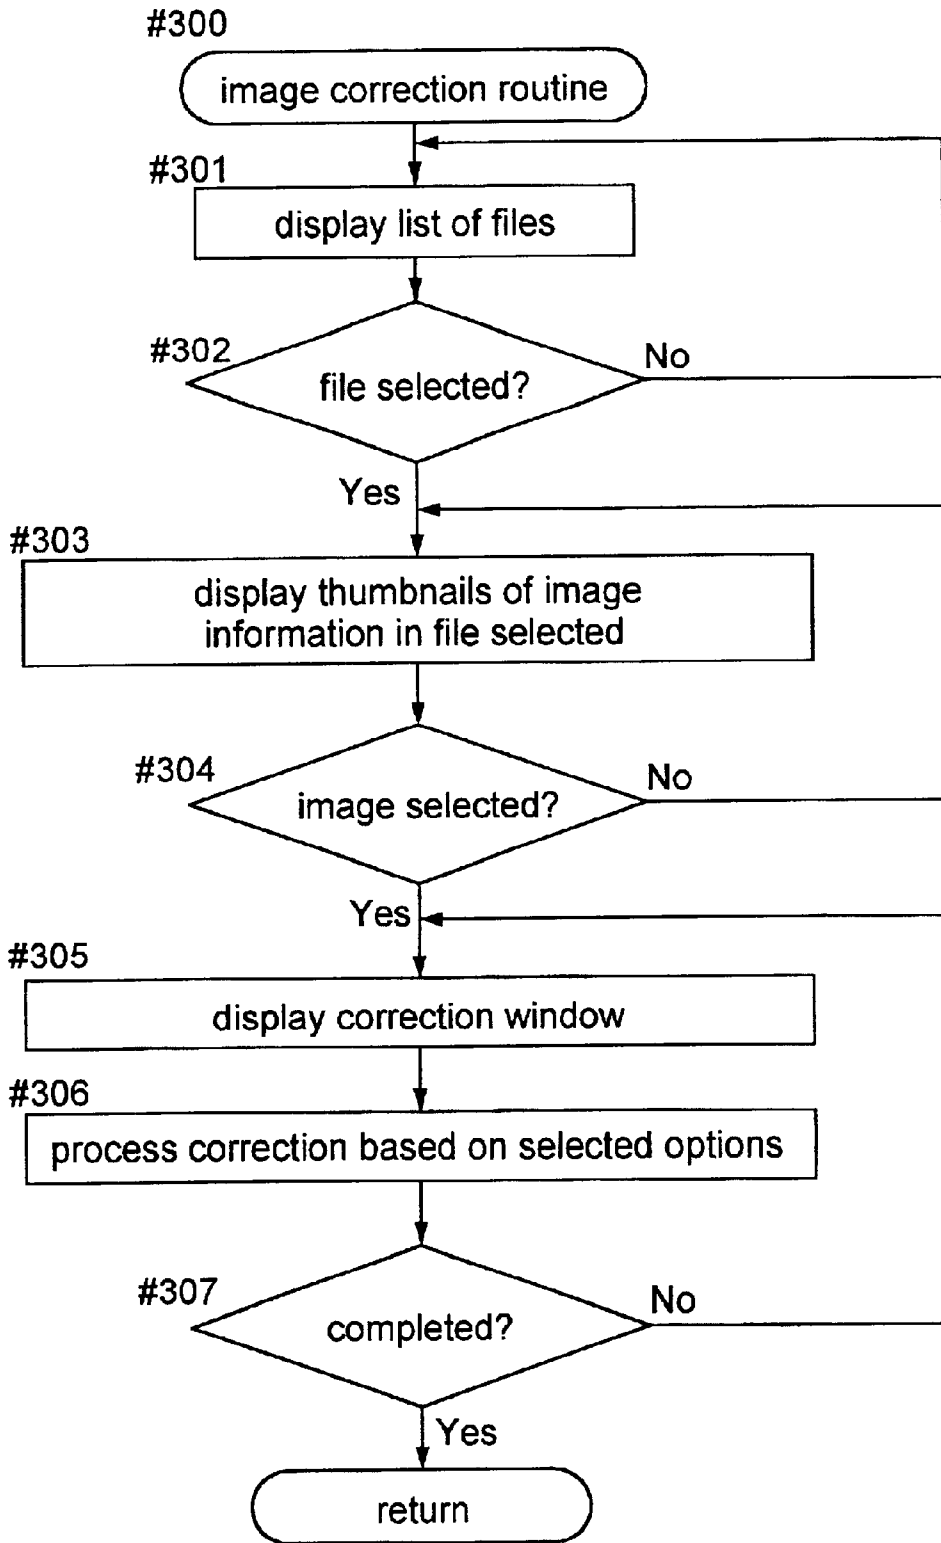 #300
image correction routine
#301
display list of files
#302
file selected?
No
Yes
#303
display thumbnails of image
information in file selected
#304
image selected?
No
Yes
#305
display correction window
#306
process correction based on selected options
#307
completed?
No
Yes
return